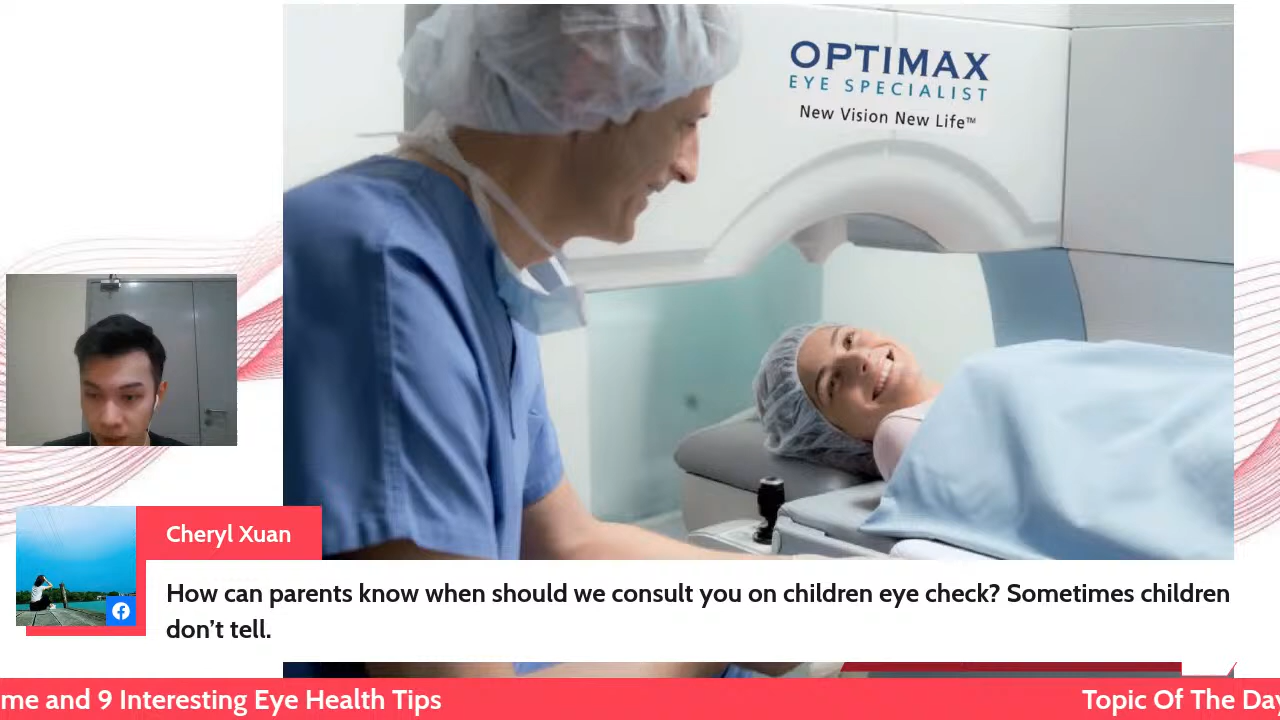 OPTIMAX
EYE SPECIALIST
New Vision New Life™
Cheryl Xuan
How can parents know when should we consult you on children eye check? Sometimes children
don't tell.
me and 9 Interesting Eye Health Tips
Topic Of The Day